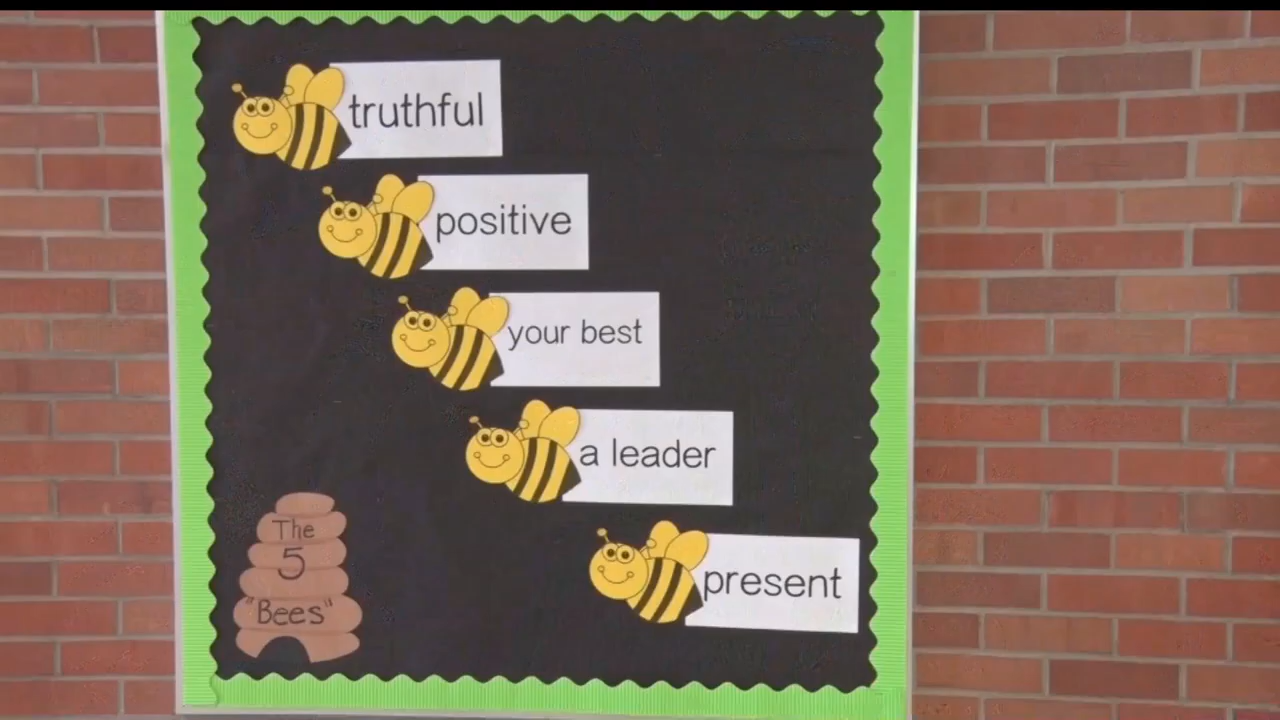 truthful
positive
your best
a leader
present
The
5
"Bees"